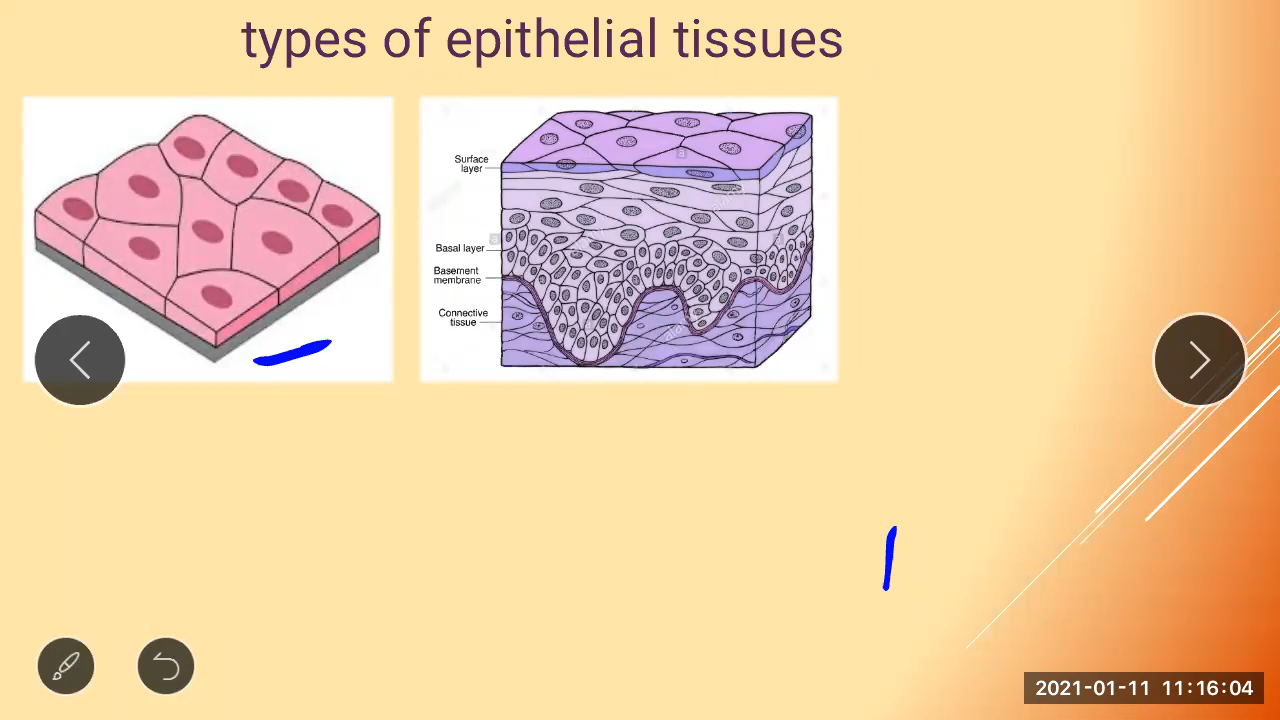 types of epithelial tissues
Surface
layer
Basal layer
Basement
membrane
Connective
tissue
2021-01-11 11:16:04